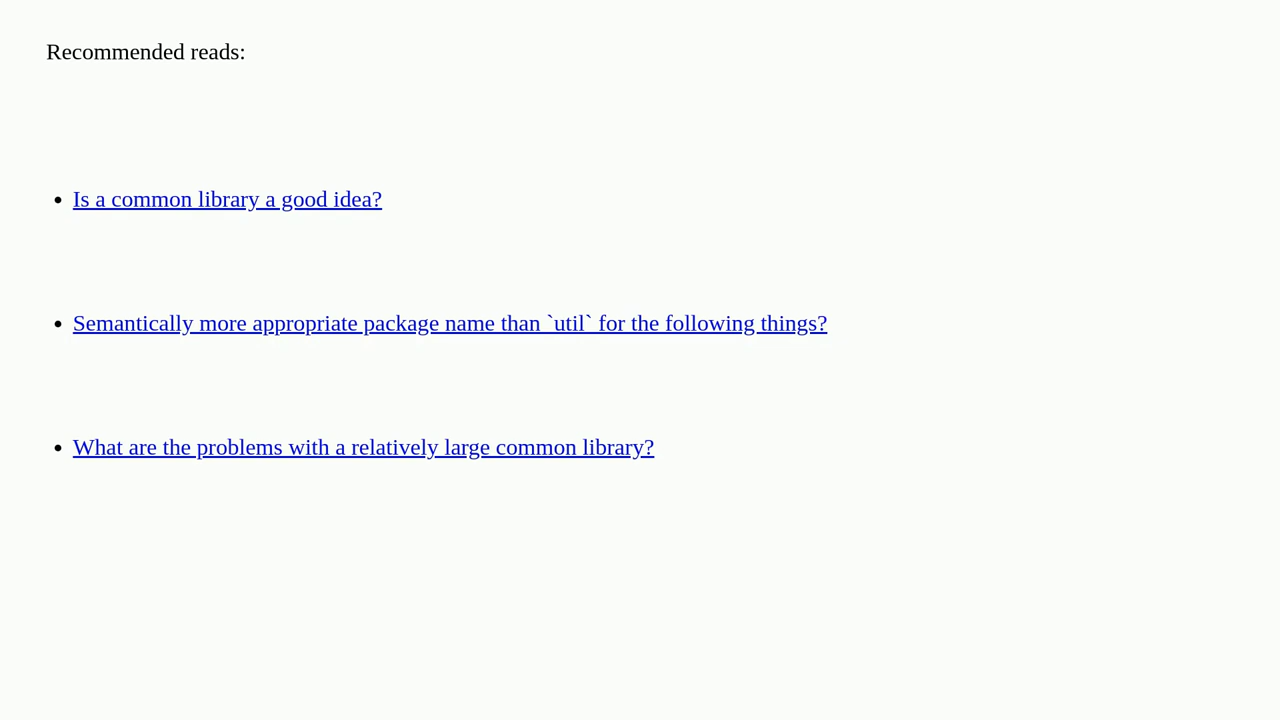 Recommended reads:
• Is a common library a good idea?
• Semantically more appropriate package name than `util` for the following things?
• What are the problems with a relatively large common library?